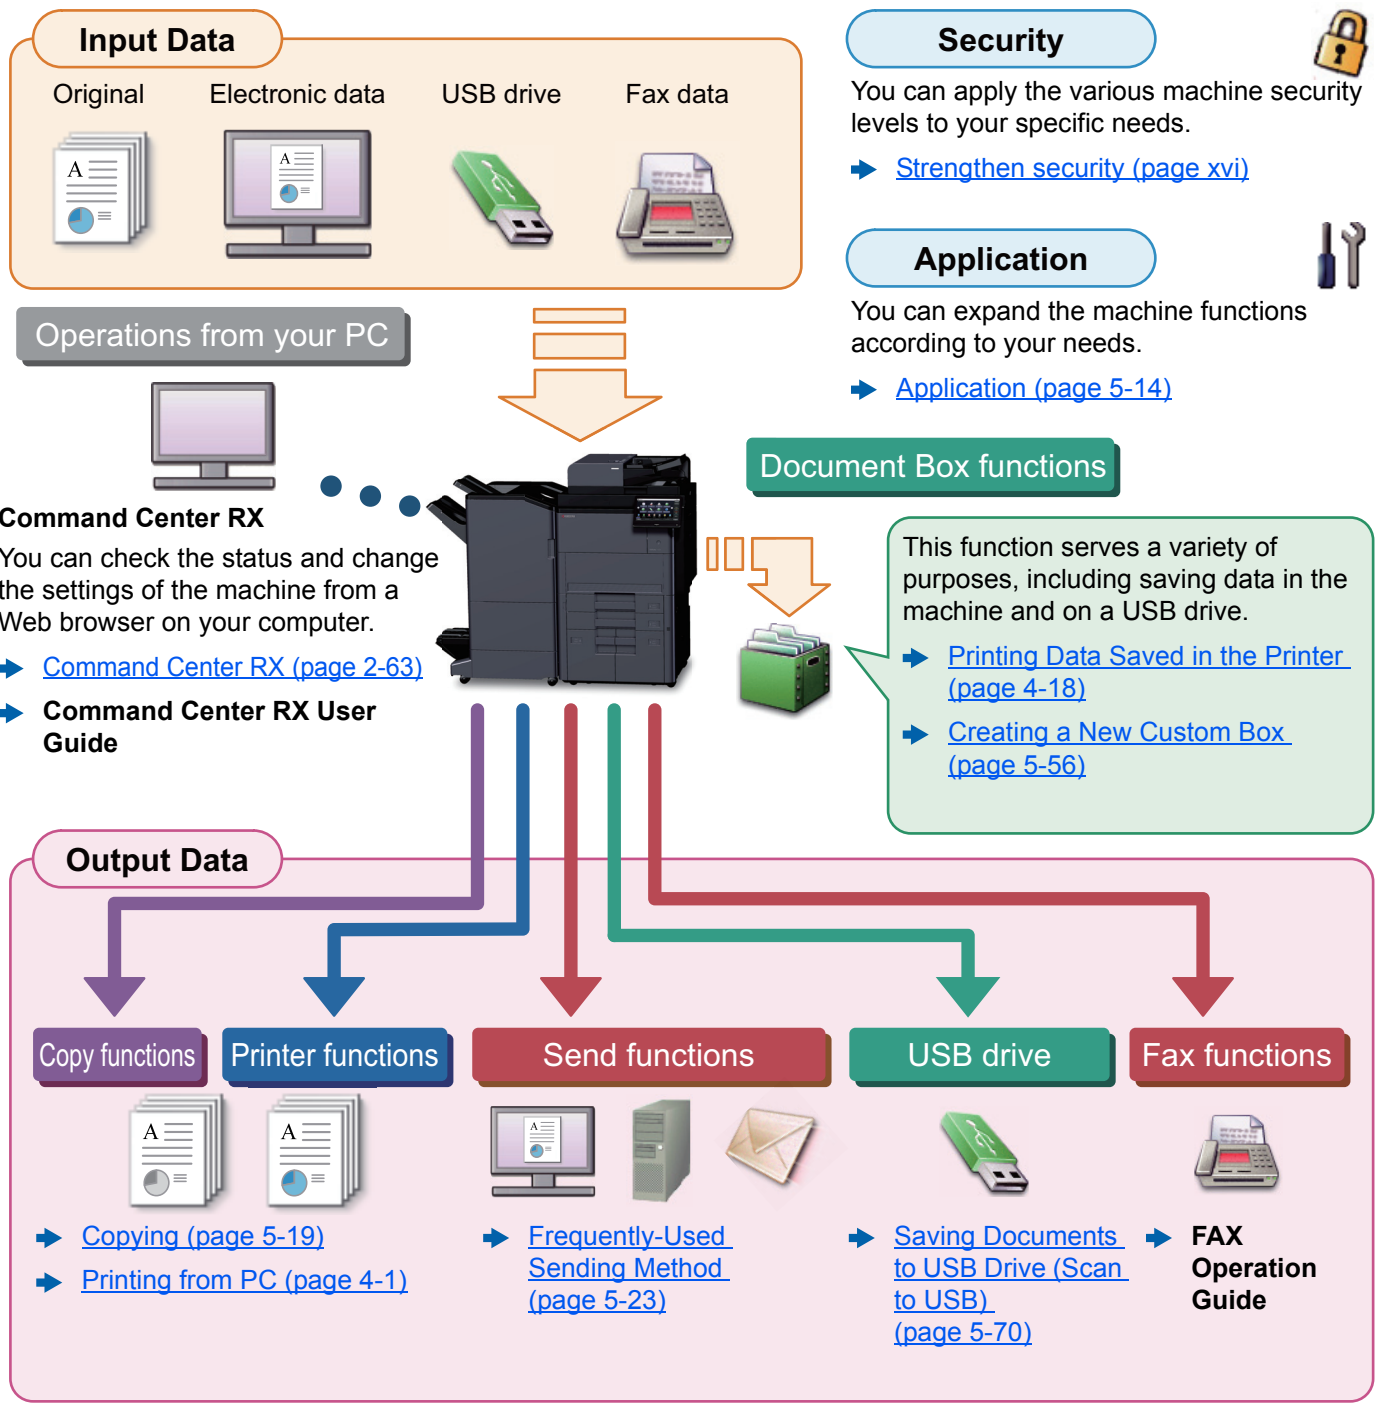 Input Data
Original
Electronic data
USB drive
Fax data
Security
You can apply the various machine security
levels to your specific needs.
Strengthen security (page xvi)
Application
You can expand the machine functions
according to your needs.
Application (page 5-14)
Operations from your PC
Command Center RX
You can check the status and change
the settings of the machine from a
Web browser on your computer.
Command Center RX (page 2-63)
Command Center RX User
Guide
Document Box functions
This function serves a variety of
purposes, including saving data in the
machine and on a USB drive.
Printing Data Saved in the Printer
(page 4-18)
Creating a New Custom Box
(page 5-56)
Output Data
Copy functions
Printer functions
Send functions
USB drive
Fax functions
Copying (page 5-19)
Printing from PC (page 4-1)
Frequently-Used
Sending Method
(page 5-23)
Saving Documents
to USB Drive (Scan
to USB)
(page 5-70)
FAX
Operation
Guide